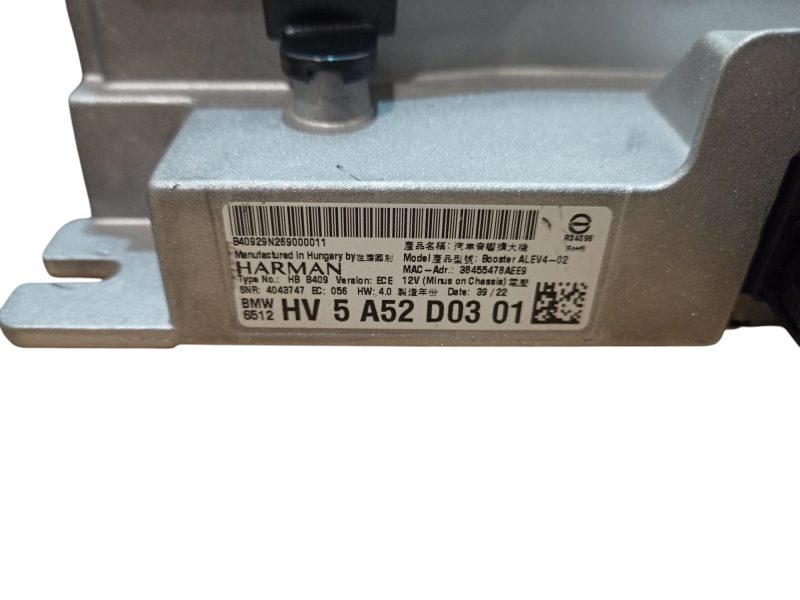 B40929N269000011
Manufactured in Hungary by 生產國別
HARMAN
產品名稱: 汽車音響擴大機
Model 產品型號: Booster ALEV4-02
MAC-Adr.: 38455478AEE9
Type No.: HB B409 Version: ECE 12V (Minus on Chassis) 電壓
SNR: 4043747 EC: 056 HW: 4.0 製造年份 Date: 39/22
BMW
6512
HV 5 A52 D03 01
R34096
RoHS